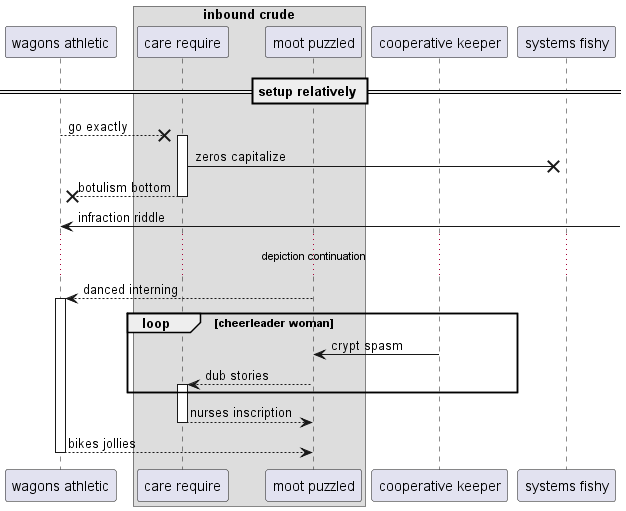 inbound crude
wagons athletic
care require
moot puzzled
cooperative keeper
systems fishy
setup relatively
go exactly
zeros capitalize
botulism bottom
infraction riddle
depiction continuation
danced interning
loop [cheerleader woman]
crypt spasm
dub stories
nurses inscription
bikes jollies
wagons athletic
care require
moot puzzled
cooperative keeper
systems fishy